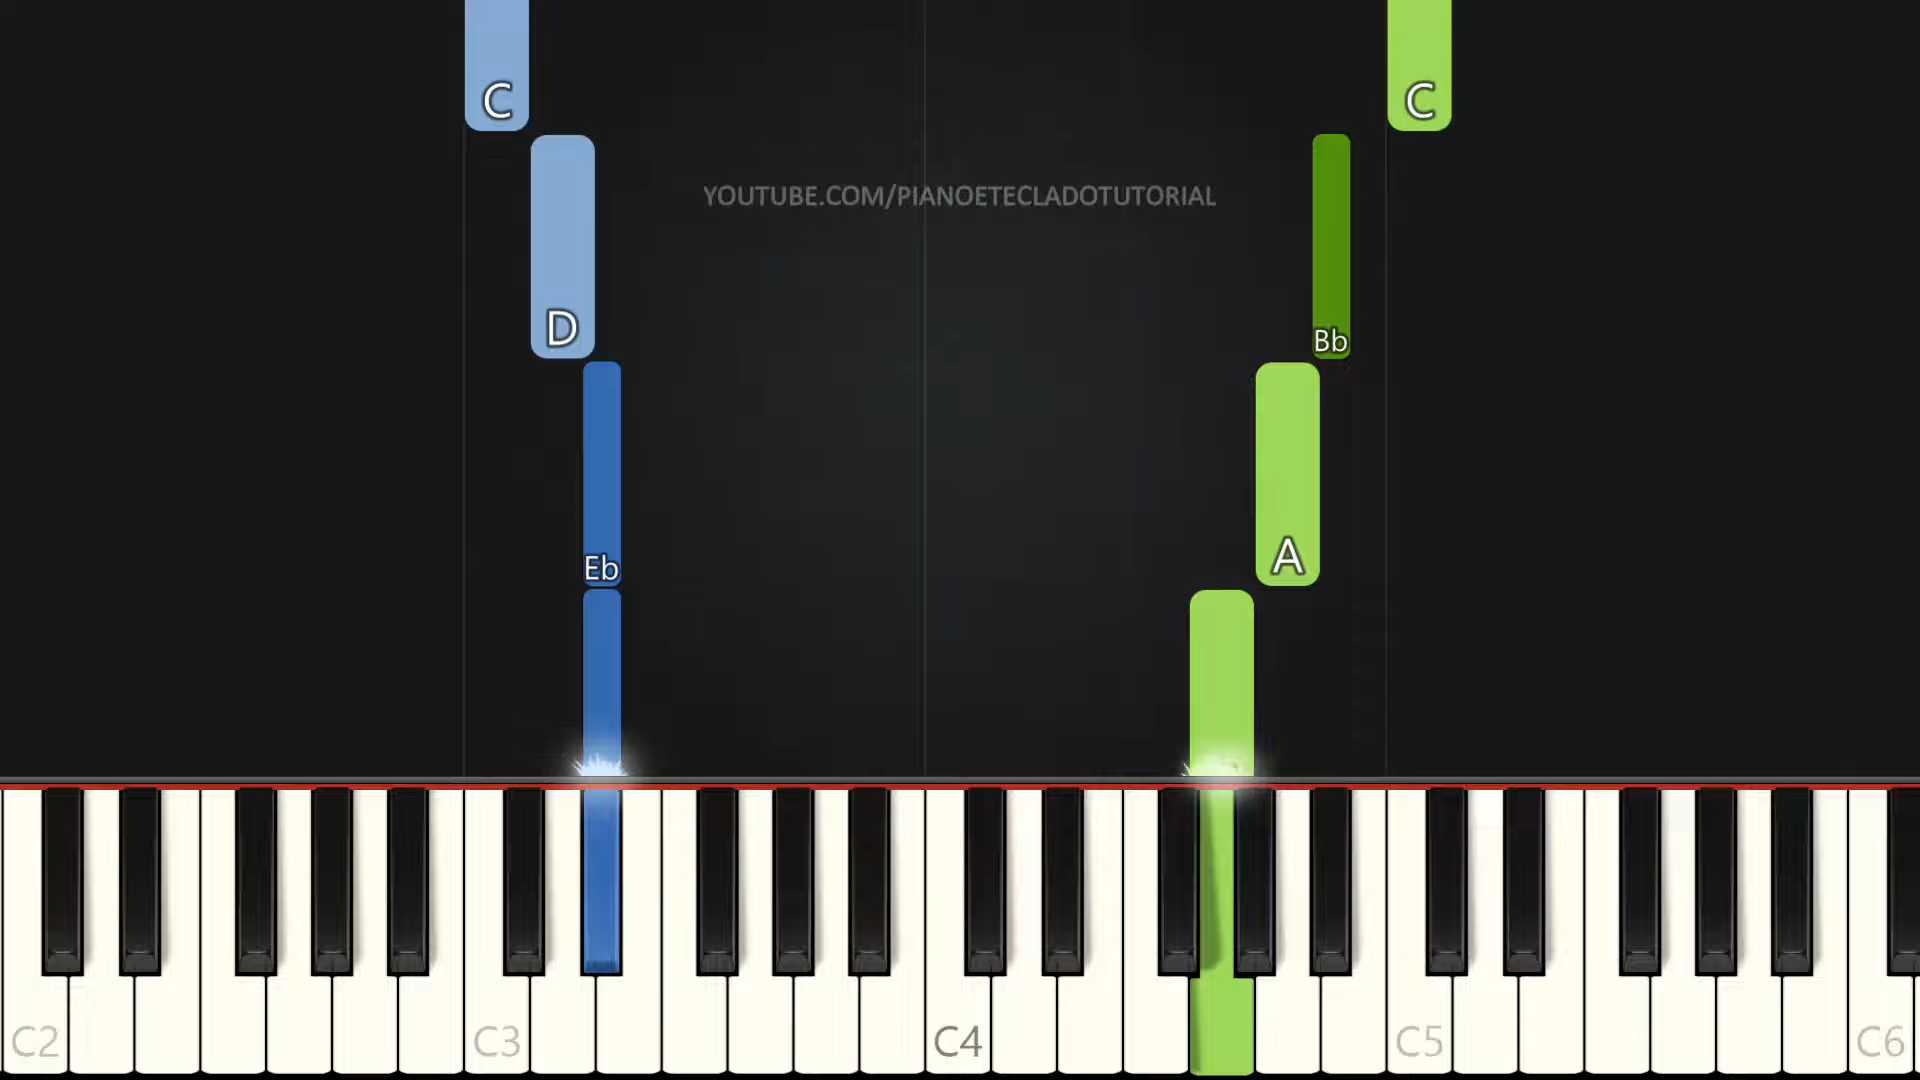 C C
YOUTUBE.COM/PIANOETECLADOTUTORIAL
D Bb
Eb A
C2 C3 C4 C5 C6